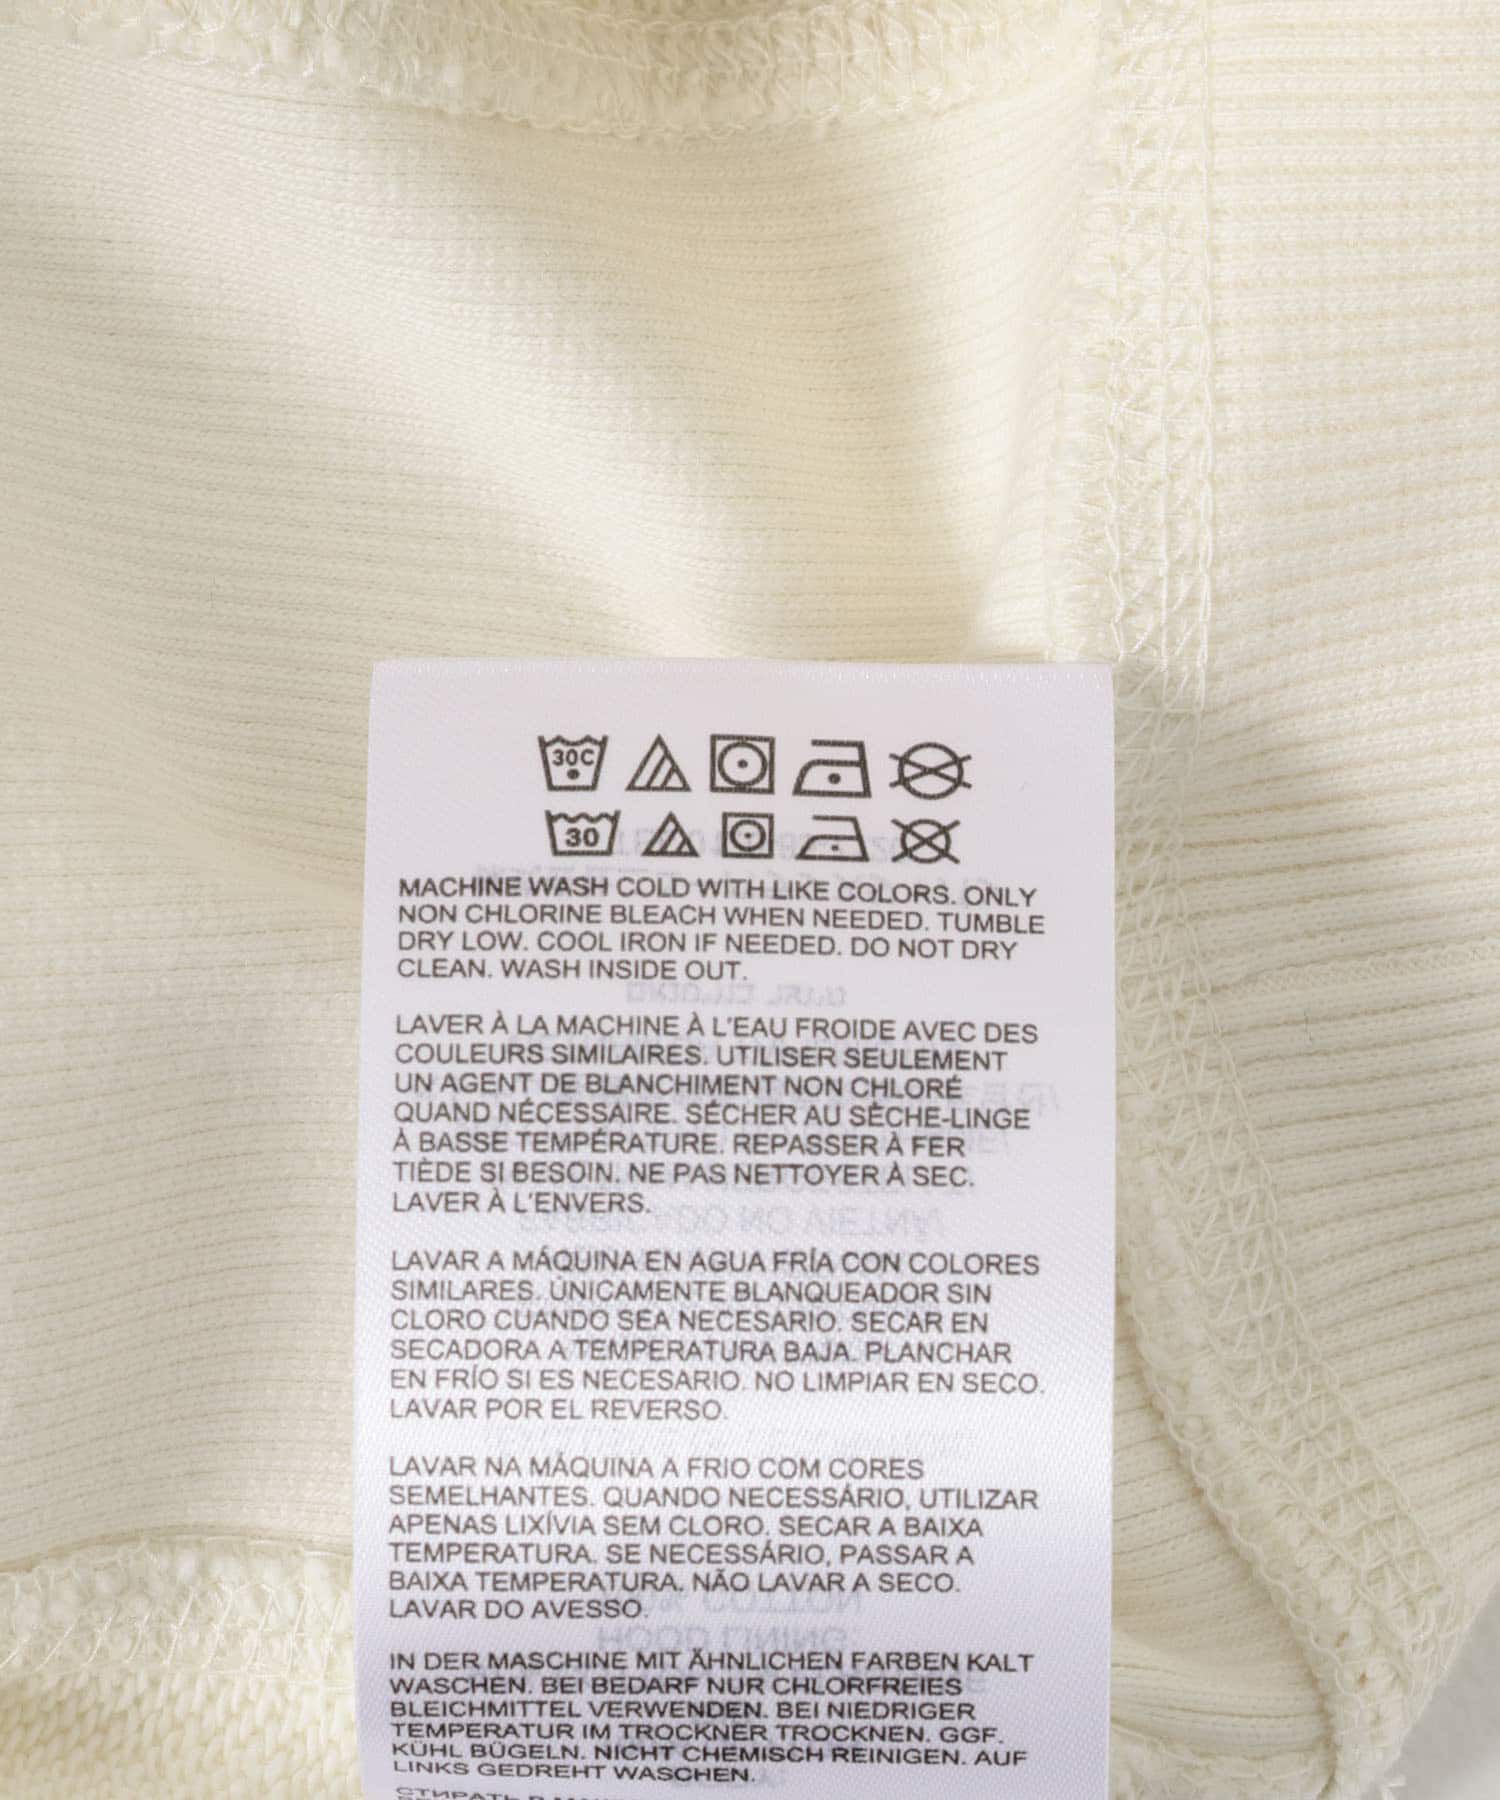 30C
30
MACHINE WASH COLD WITH LIKE COLORS. ONLY
NON CHLORINE BLEACH WHEN NEEDED. TUMBLE
DRY LOW. COOL IRON IF NEEDED. DO NOT DRY
CLEAN. WASH INSIDE OUT.
LAVER À LA MACHINE À L'EAU FROIDE AVEC DES
COULEURS SIMILAIRES. UTILISER SEULEMENT
UN AGENT DE BLANCHIMENT NON CHLORÉ
QUAND NÉCESSAIRE. SÉCHER AU SÈCHE-LINGE
À BASSE TEMPÉRATURE. REPASSER À FER
TIÈDE SI BESOIN. NE PAS NETTOYER À SEC.
LAVER À L'ENVERS.
LAVAR A MÁQUINA EN AGUA FRÍA CON COLORES
SIMILARES. ÚNICAMENTE BLANQUEADOR SIN
CLORO CUANDO SEA NECESARIO. SECAR EN
SECADORA A TEMPERATURA BAJA. PLANCHAR
EN FRÍO SI ES NECESARIO. NO LIMPIAR EN SECO.
LAVAR POR EL REVERSO.
LAVAR NA MÁQUINA A FRIO COM CORES
SEMELHANTES. QUANDO NECESSÁRIO, UTILIZAR
APENAS LIXÍVIA SEM CLORO. SECAR A BAIXA
TEMPERATURA. SE NECESSÁRIO, PASSAR A
BAIXA TEMPERATURA. NÃO LAVAR A SECO.
LAVAR DO AVESSO.
IN DER MASCHINE MIT ÄHNLICHEN FARBEN KALT
WASCHEN. BEI BEDARF NUR CHLORFREIES
BLEICHMITTEL VERWENDEN. BEI NIEDRIGER
TEMPERATUR IM TROCKNER TROCKNEN. GGF.
KÜHL BÜGELN. NICHT CHEMISCH REINIGEN. AUF
LINKS GEDREHT WASCHEN.